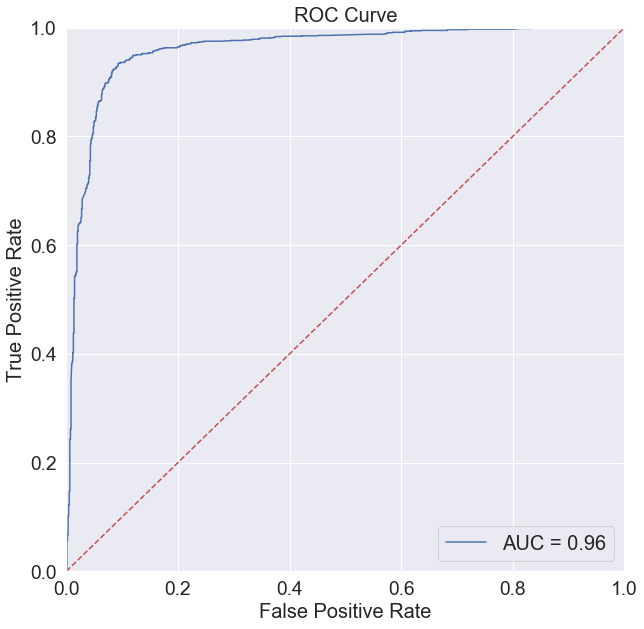 ROC Curve
1.0
0.8
0.6
0.4
0.2
0.0
True Positive Rate
0.0 0.2 0.4 0.6 0.8 1.0
False Positive Rate
AUC = 0.96